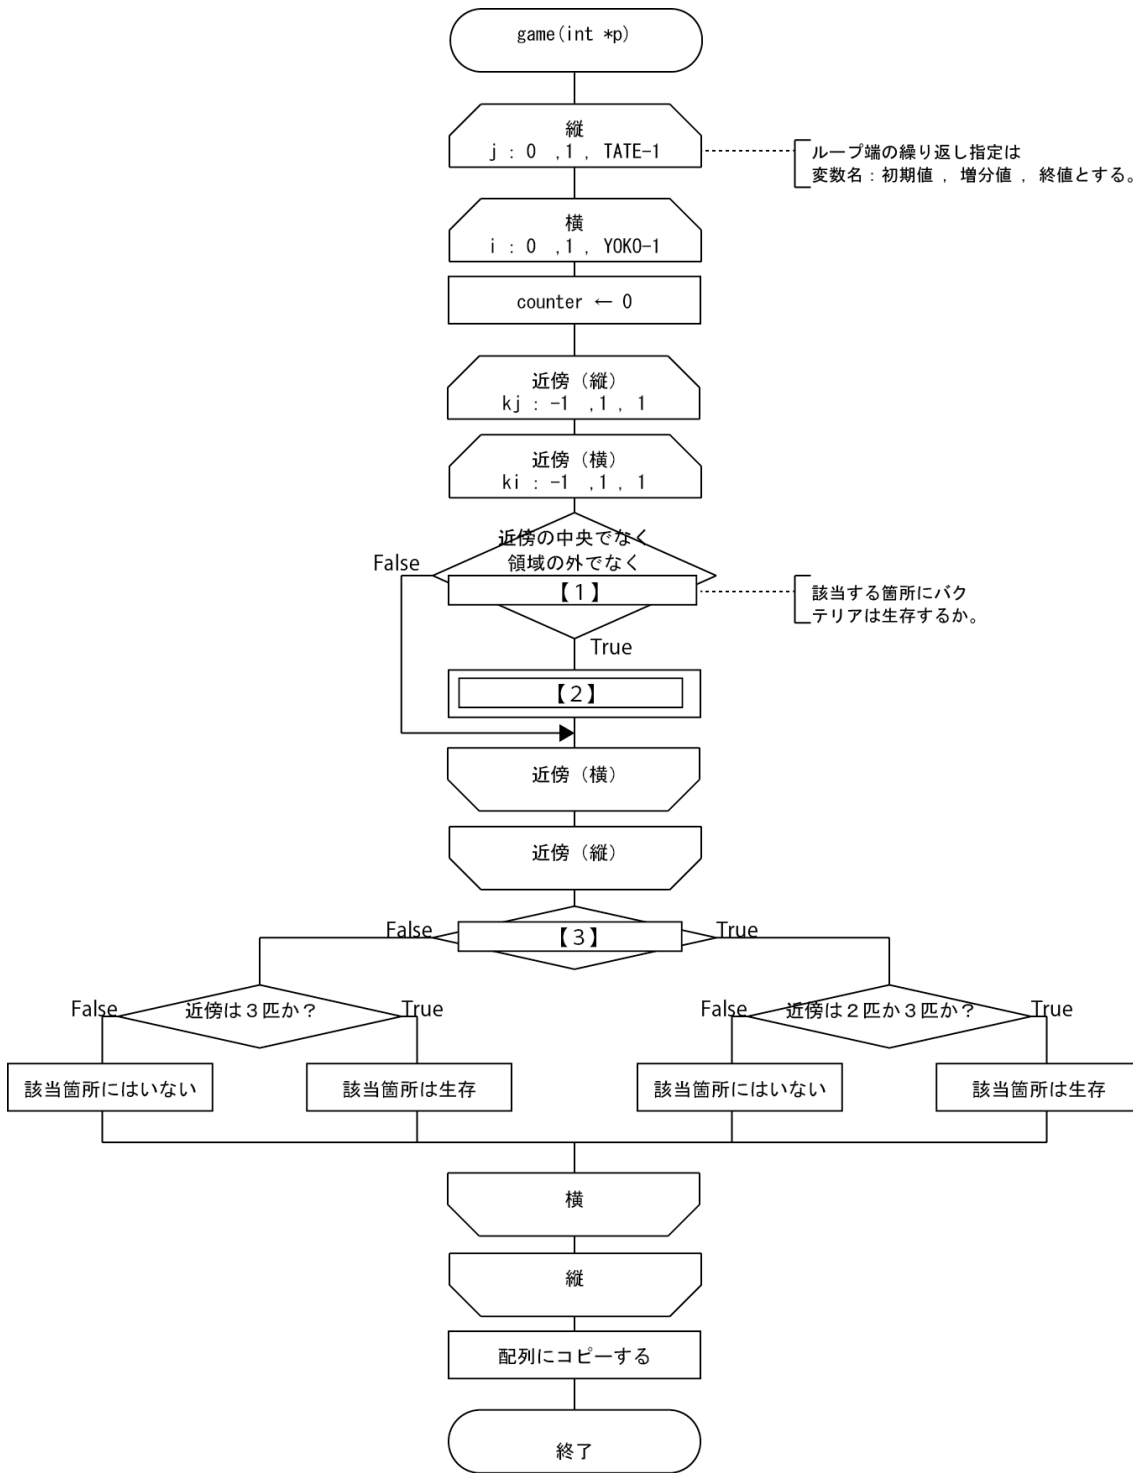 game(int *p)
縦
j : 0 ,1 , TATE-1
ループ端の繰り返し指定は
変数名：初期値 , 増分値 , 終値とする。
横
i : 0 ,1 , YOKO-1
counter ← 0
近傍（縦）
kj : -1 ,1 , 1
近傍（横）
ki : -1 ,1 , 1
近傍の中央でなく
False
領域の外でなく
【１】
該当する箇所にバク
テリアは生存するか。
True
【２】
近傍（横）
近傍（縦）
False
【３】
True
False
近傍は３匹か？
True
False
近傍は２匹か３匹か？
True
該当箇所にはいない
該当箇所は生存
該当箇所にはいない
該当箇所は生存
横
縦
配列にコピーする
終了